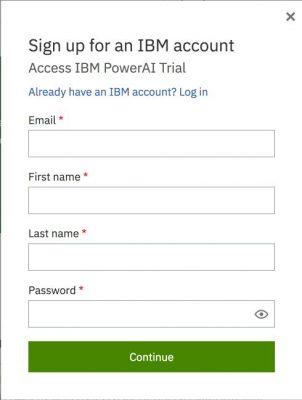 Sign up for an IBM account
Access IBM PowerAI Trial
Already have an IBM account? Log in
Email *
First name *
Last name *
Password *
Continue